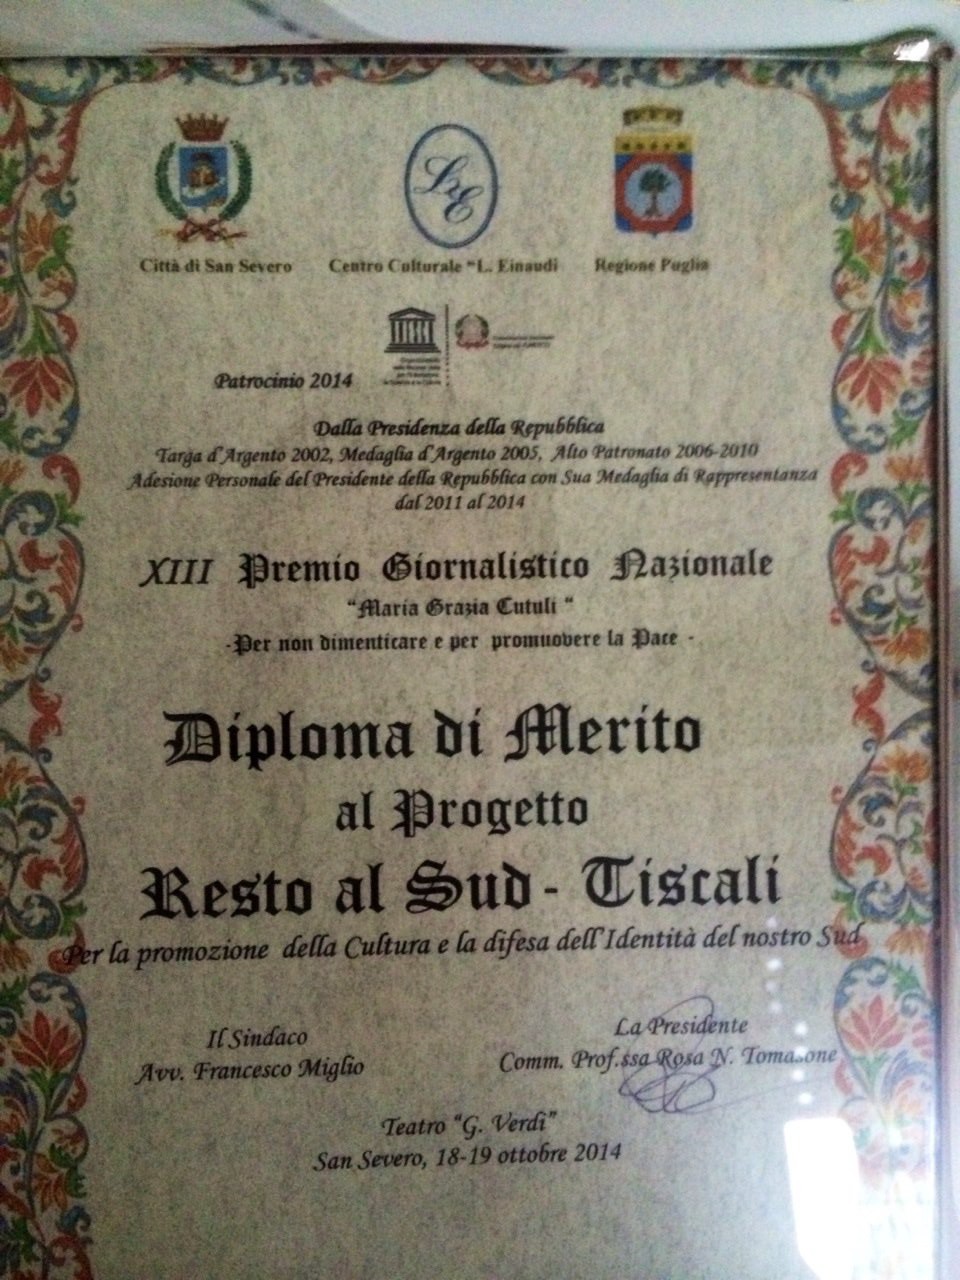 LE
Città di San Severo Centro Culturale "L. Einaudi Regione Puglia
Patrocinio 2014
Dalla Presidenza della Repubblica
Targa d'Argento 2002, Medaglia d'Argento 2005, Alto Patronato 2006-2010
Adesione Personale del Presidente della Repubblica con Sua Medaglia di Rappresentanza
dal 2011 al 2014
XIII Premio Giornalistico Nazionale
"Maria Grazia Cutuli "
-Per non dimenticare e per promuovere la Pace -
Diploma di Merito
al Progetto
Resto al Sud - Tiscali
Per la promozione della Cultura e la difesa dell'Identità del nostro Sud
Il Sindaco
Avv. Francesco Miglio
La Presidente
Comm. Prof.ssa Rosa N. Tomasone
Teatro "G. Verdi"
San Severo, 18-19 ottobre 2014